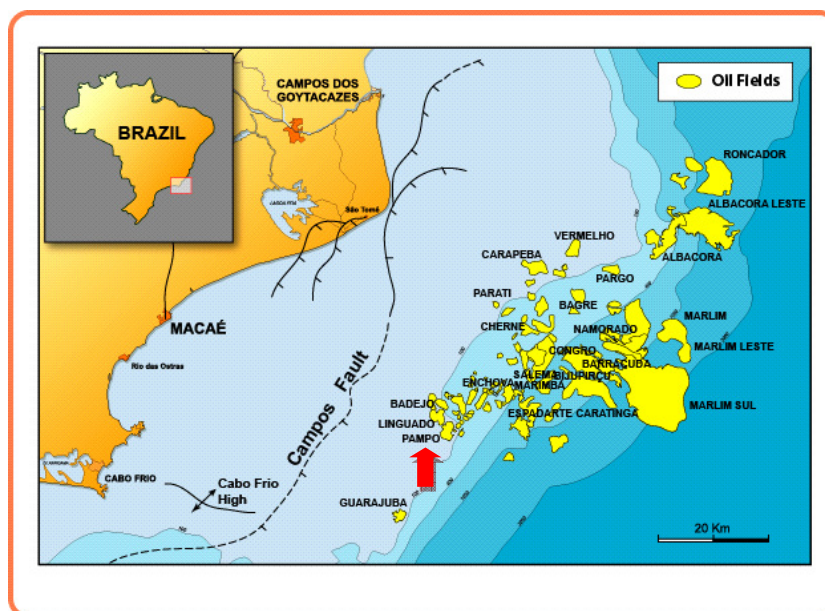 BRAZIL
CAMPOS DOS
GOYTACAZES
Oil Fields
RONCADOR
ALBACORA LESTE
São Tomé
VERMELHO
ALBACORA
CARAPEBA
PARGO
PARATI
BAGRE
MARLIM
MACAÉ
CHERNE
NAMORADO
MARLIM LESTE
CONGRO
Rio das Ostras
BARRACUDA
SALEMA
BIJUPIRÇU
ENCHOVA
MARIMBÁ
Campos Fault
BADEJO
MARLIM SUL
ESPADARTE
CARATINGA
LINGUADO
PAMPO
CABO FRIO
Cabo Frio
High
GUARAJUBA
20 Km